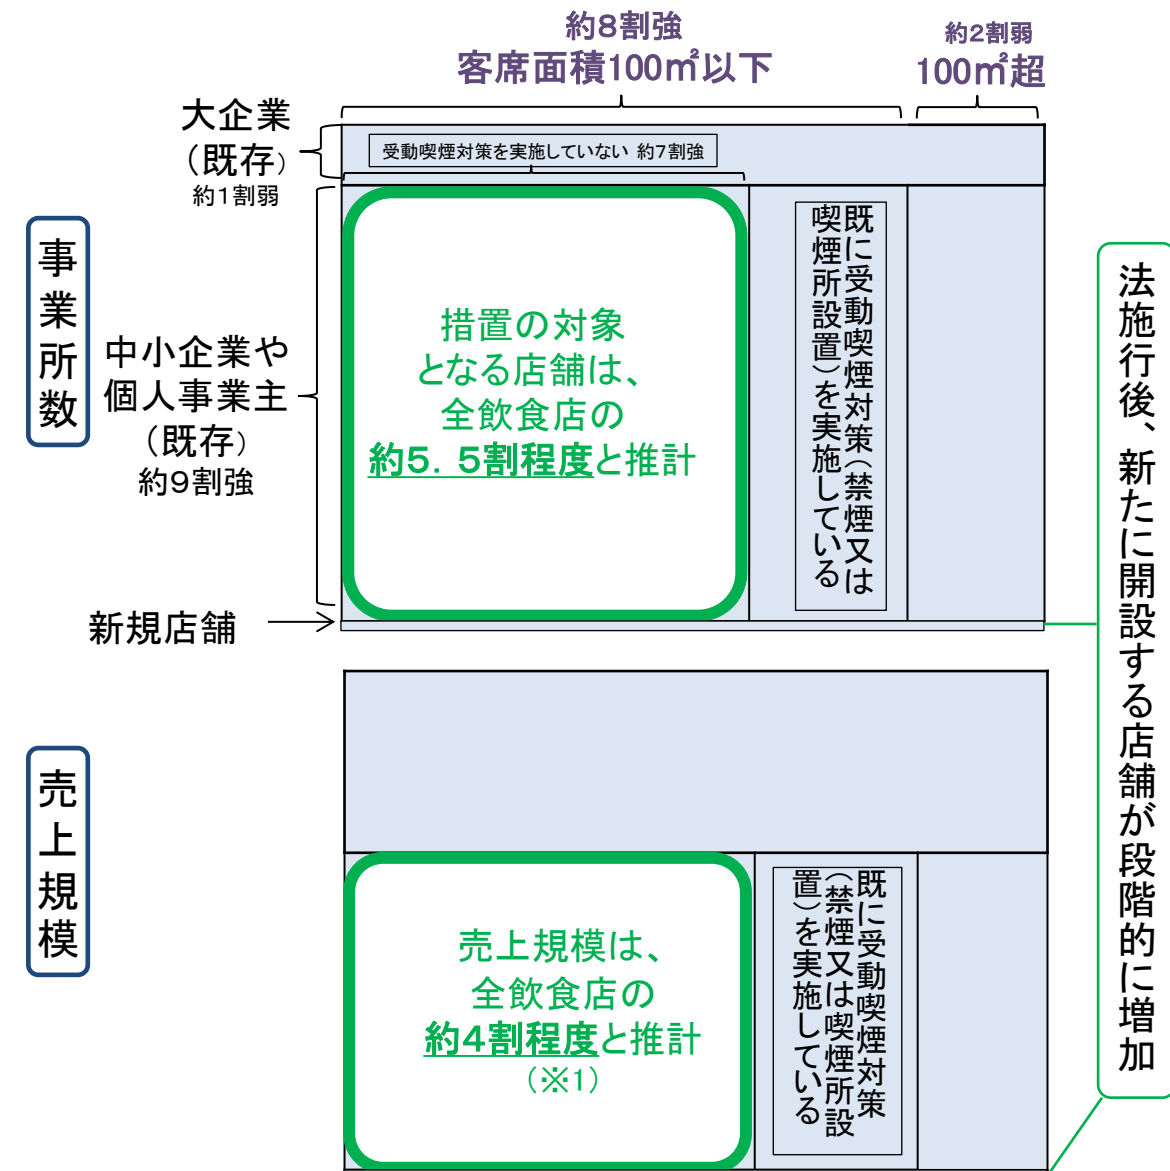 約8割強
客席面積100㎡以下
約2割弱
100㎡超
大企業
（既存）
約1割弱
受動喫煙対策を実施していない 約7割強
事業所数
中小企業や
個人事業主
（既存）
約9割強
措置の対象
となる店舗は、
全飲食店の
約5．5割程度と推計
既に受動喫煙対策（禁煙又は
喫煙所設置）を実施している
新規店舗
法施行後、新たに開設する店舗が段階的に増加
売上規模
売上規模は、
全飲食店の
約4割程度と推計
（※1）
既に受動喫煙対策
（禁煙又は喫煙所設
置）を実施している